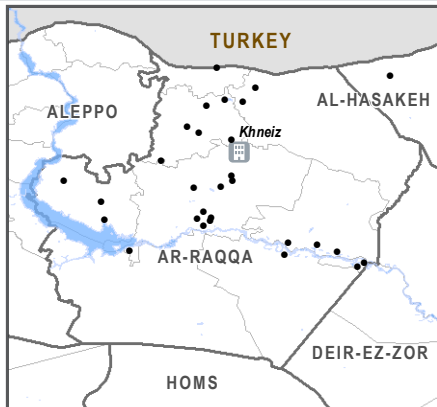 TURKEY
AL-HASAKEH
ALEPPO
Khneiz
AR-RAQQA
DEIR-EZ-ZOR
HOMS